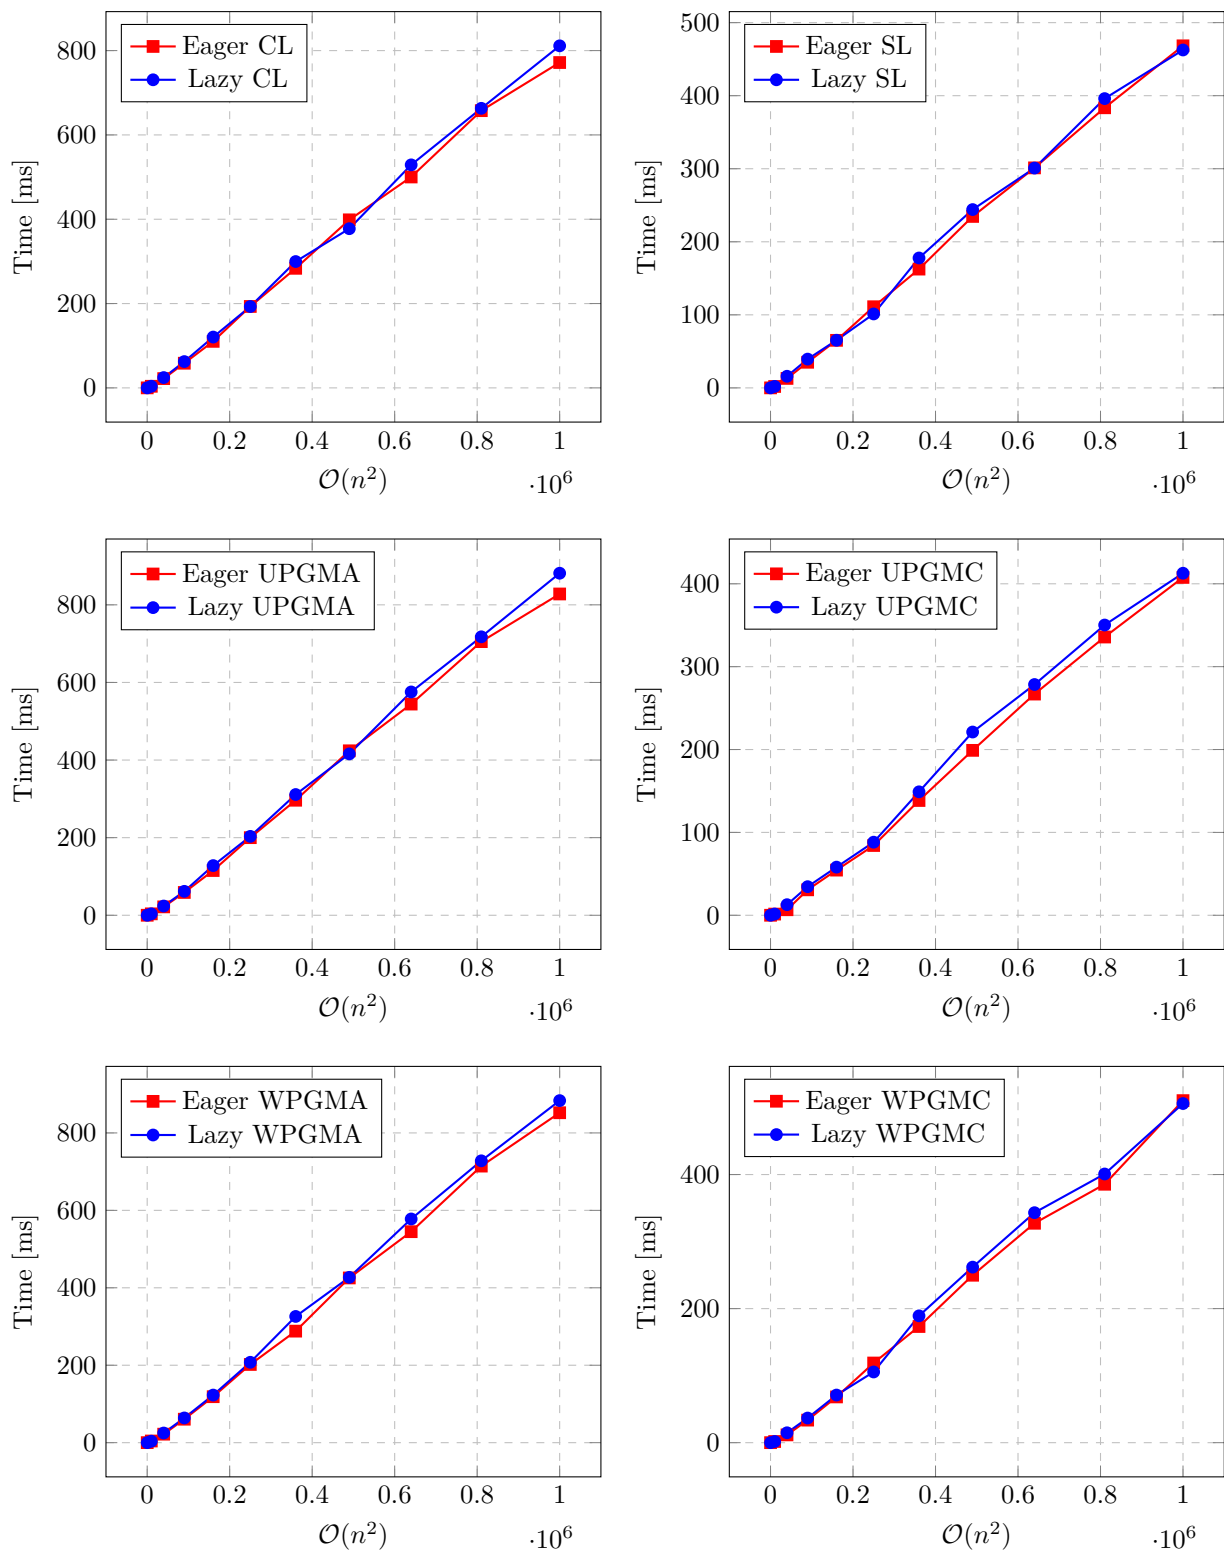 Eager CL
Lazy CL
800
600
400
200
0
Time [ms]
0 0.2 0.4 0.6 0.8 1
𝒪(n²)
·10⁶
Eager SL
Lazy SL
500
400
300
200
100
0
Time [ms]
0 0.2 0.4 0.6 0.8 1
𝒪(n²)
·10⁶
Eager UPGMA
Lazy UPGMA
800
600
400
200
0
Time [ms]
0 0.2 0.4 0.6 0.8 1
𝒪(n²)
·10⁶
Eager UPGMC
Lazy UPGMC
400
300
200
100
0
Time [ms]
0 0.2 0.4 0.6 0.8 1
𝒪(n²)
·10⁶
Eager WPGMA
Lazy WPGMA
800
600
400
200
0
Time [ms]
0 0.2 0.4 0.6 0.8 1
𝒪(n²)
·10⁶
Eager WPGMC
Lazy WPGMC
400
200
0
Time [ms]
0 0.2 0.4 0.6 0.8 1
𝒪(n²)
·10⁶